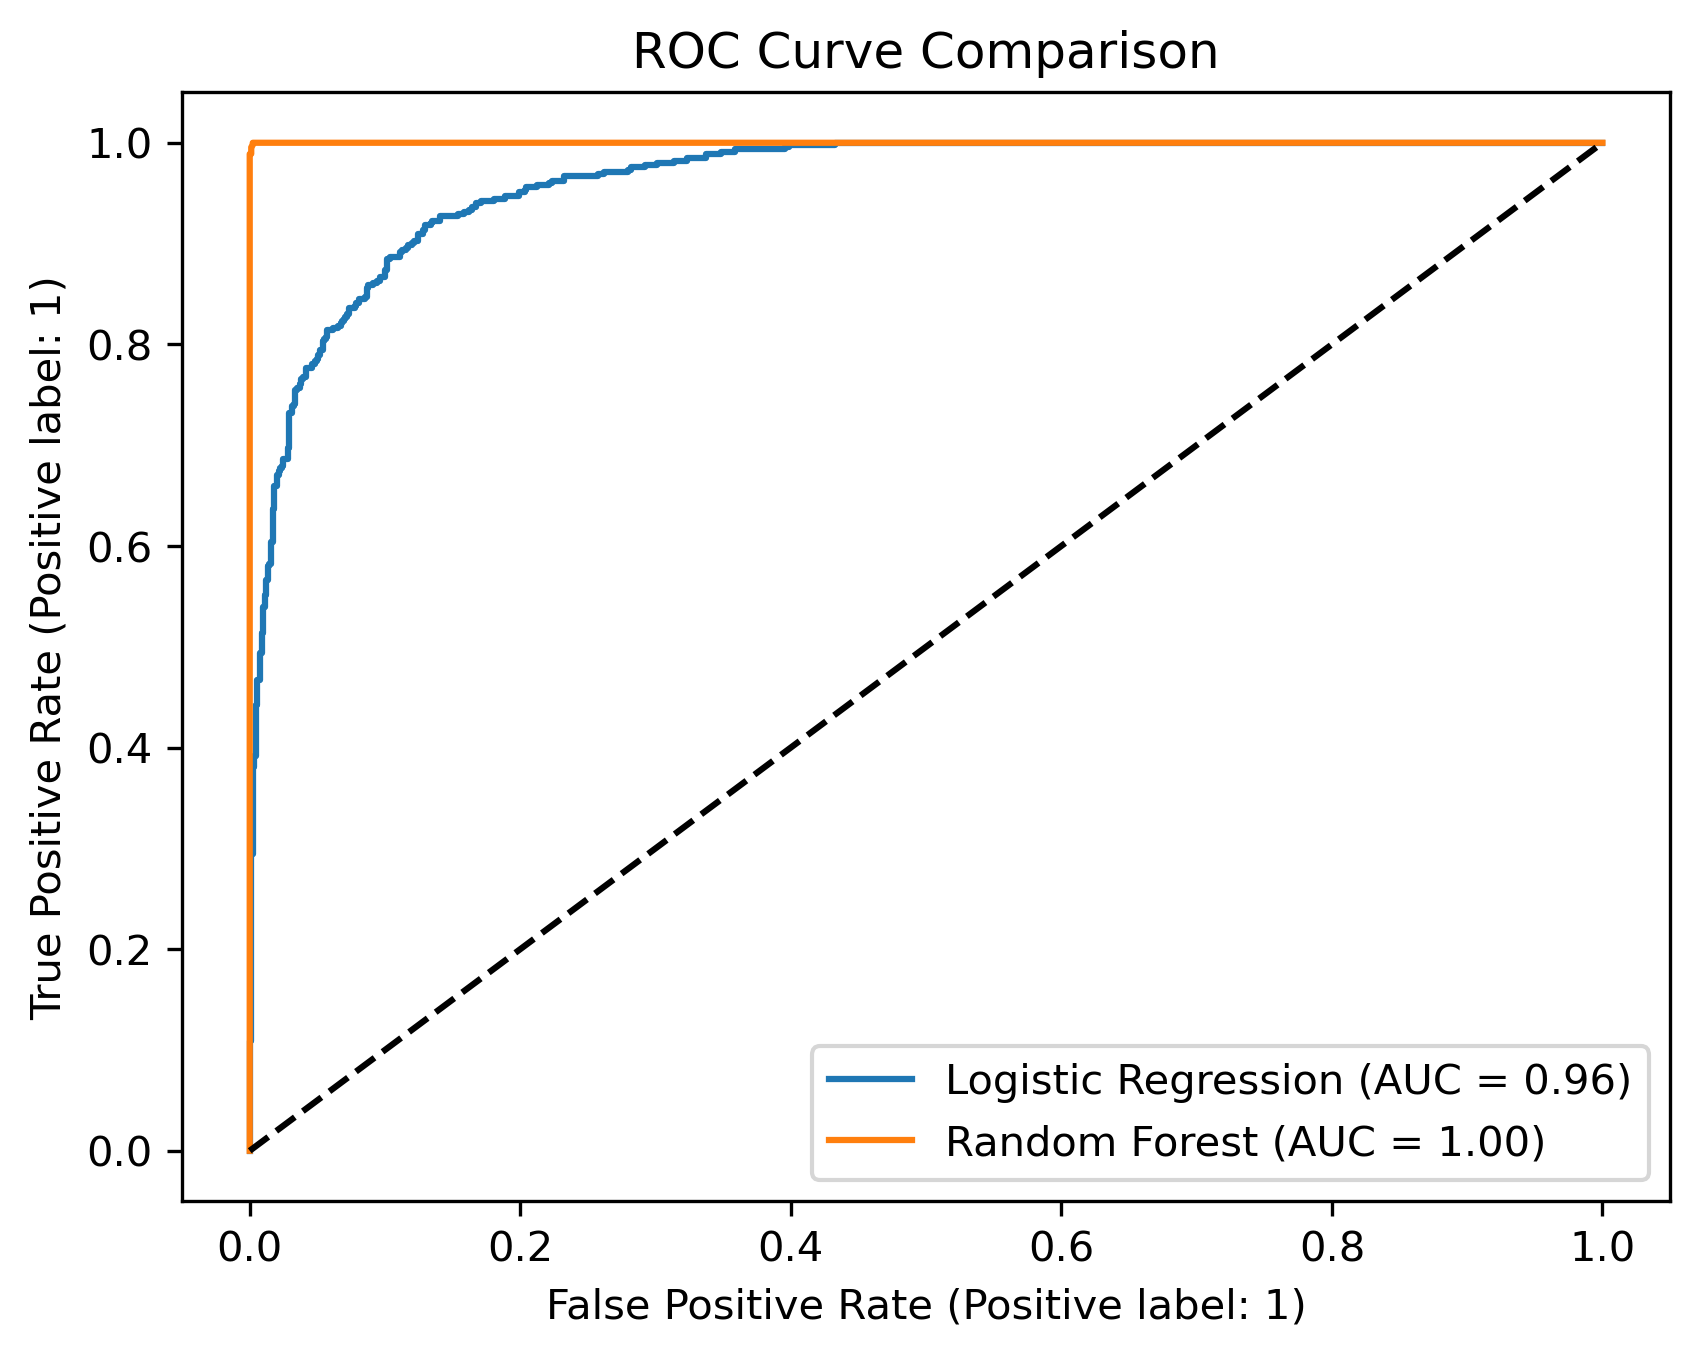 ROC Curve Comparison
True Positive Rate (Positive label: 1)
1.0
0.8
0.6
0.4
0.2
0.0
Logistic Regression (AUC = 0.96)
Random Forest (AUC = 1.00)
0.0 0.2 0.4 0.6 0.8 1.0
False Positive Rate (Positive label: 1)